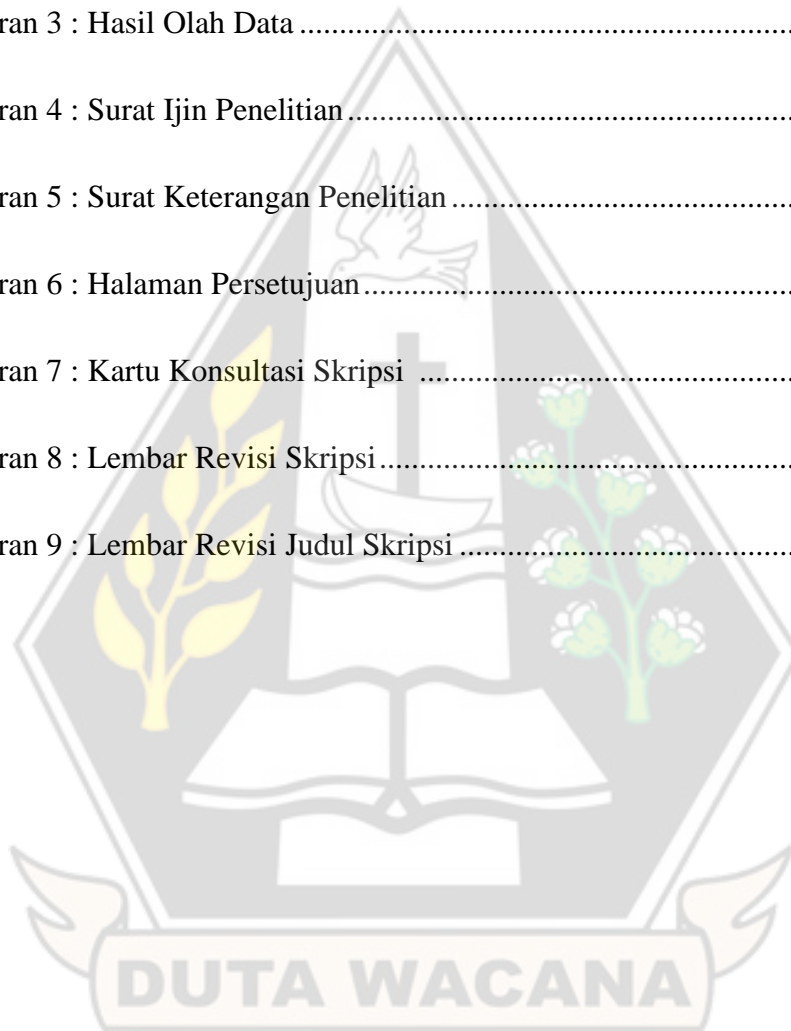 ran 3 : Hasil Olah Data ........................................................
ran 4 : Surat Ijin Penelitian ................................................
ran 5 : Surat Keterangan Penelitian ....................................
ran 6 : Halaman Persetujuan ..............................................
ran 7 : Kartu Konsultasi Skripsi ........................................
ran 8 : Lembar Revisi Skripsi ............................................
ran 9 : Lembar Revisi Judul Skripsi ...................................
DUTA WACANA